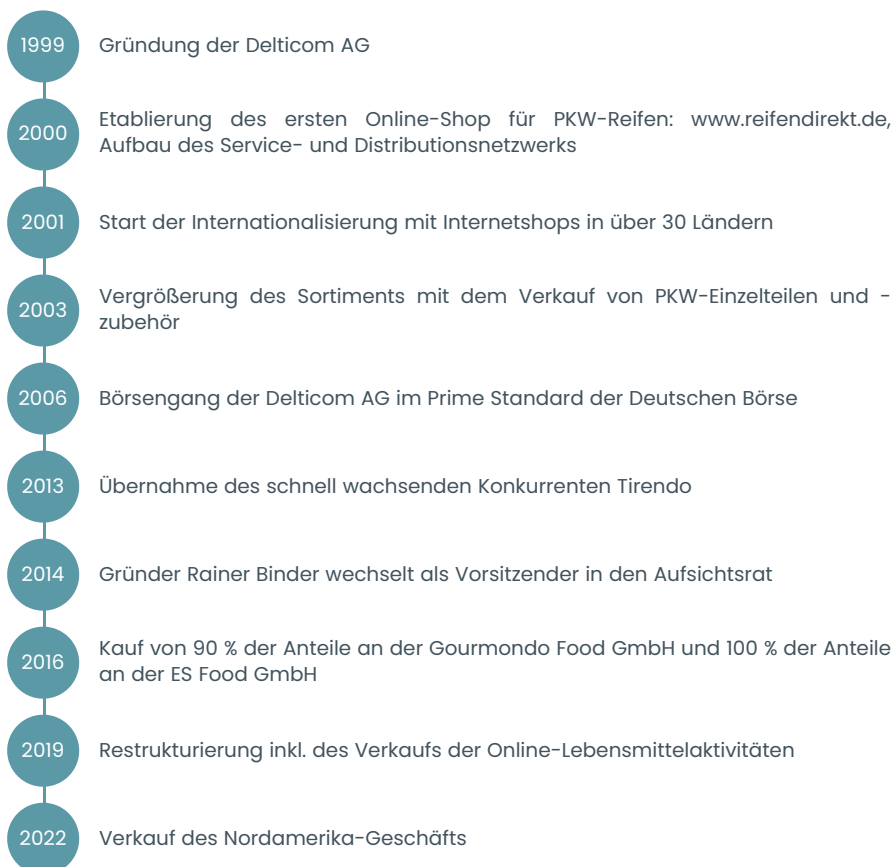 1999
Gründung der Delticom AG
2000
Etablierung des ersten Online-Shop für PKW-Reifen: www.reifendirekt.de,
Aufbau des Service- und Distributionsnetzwerks
2001
Start der Internationalisierung mit Internetshops in über 30 Ländern
2003
Vergrößerung des Sortiments mit dem Verkauf von PKW-Einzelteilen und -
zubehör
2006
Börsengang der Delticom AG im Prime Standard der Deutschen Börse
2013
Übernahme des schnell wachsenden Konkurrenten Tirendo
2014
Gründer Rainer Binder wechselt als Vorsitzender in den Aufsichtsrat
2016
Kauf von 90 % der Anteile an der Gourmondo Food GmbH und 100 % der Anteile
an der ES Food GmbH
2019
Restrukturierung inkl. des Verkaufs der Online-Lebensmittelaktivitäten
2022
Verkauf des Nordamerika-Geschäfts